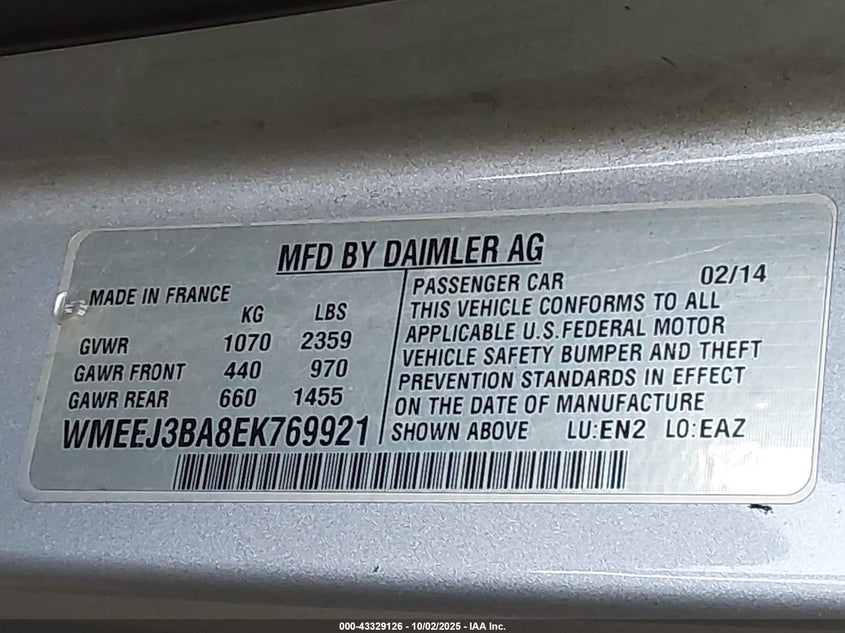 MFD BY DAIMLER AG
MADE IN FRANCE
KG LBS
GVWR 1070 2359
GAWR FRONT 440 970
GAWR REAR 660 1455
WMEEJ3BA8EK769921
PASSENGER CAR 02/14
THIS VEHICLE CONFORMS TO ALL
APPLICABLE U.S.FEDERAL MOTOR
VEHICLE SAFETY BUMPER AND THEFT
PREVENTION STANDARDS IN EFFECT
ON THE DATE OF MANUFACTURE
SHOWN ABOVE LU:EN2 LO:EAZ
000-43329126 - 10/02/2025 - IAA Inc.